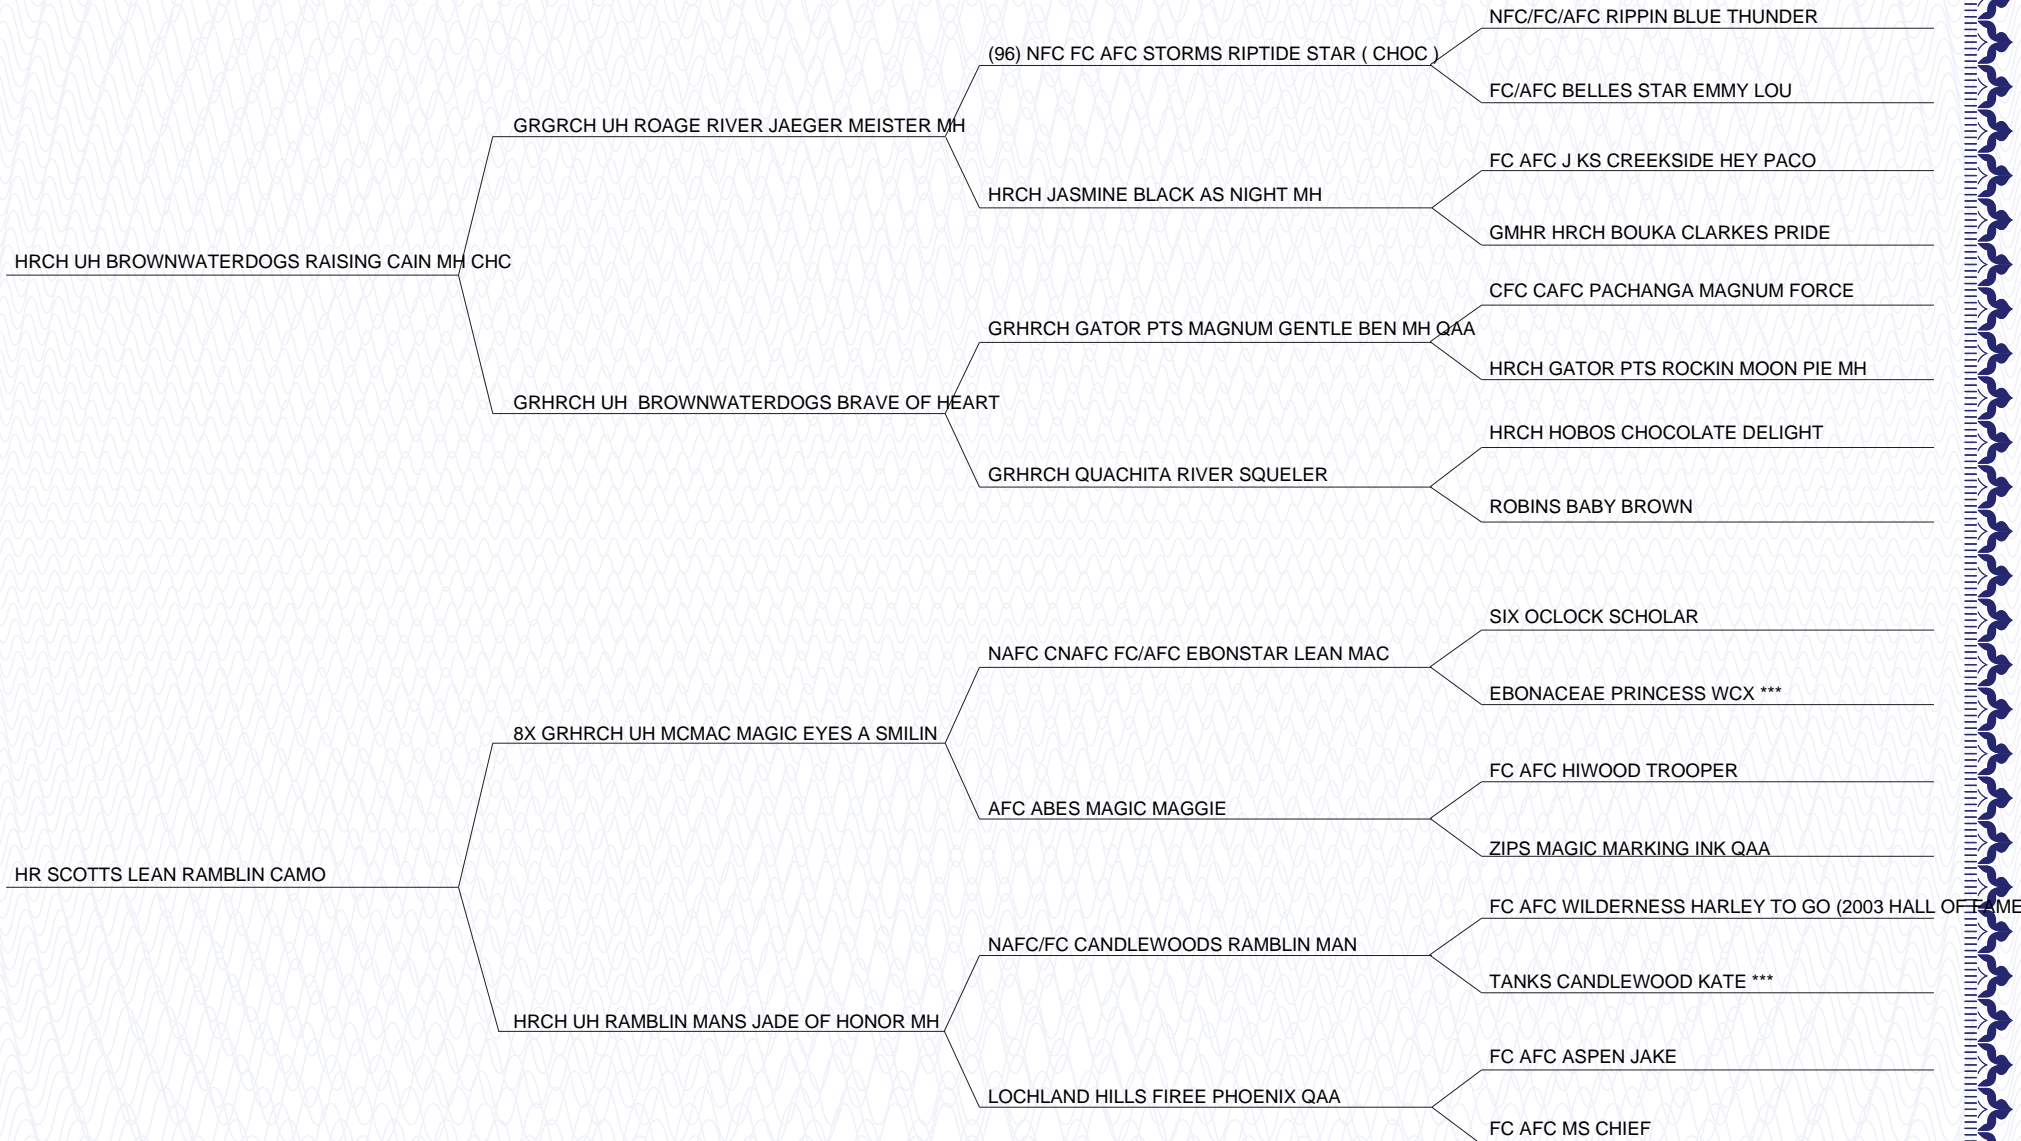 NFC/FC/AFC RIPPIN BLUE THUNDER
(96) NFC FC AFC STORMS RIPTIDE STAR ( CHOC )
FC/AFC BELLES STAR EMMY LOU
GRGRCH UH ROAGE RIVER JAEGER MEISTER MH
FC AFC J KS CREEKSIDE HEY PACO
HRCH JASMINE BLACK AS NIGHT MH
GMHR HRCH BOUKA CLARKES PRIDE
HRCH UH BROWNWATERDOGS RAISING CAIN MH CHC
CFC CAFC PACHANGA MAGNUM FORCE
GRHRCH GATOR PTS MAGNUM GENTLE BEN MH QAA
HRCH GATOR PTS ROCKIN MOON PIE MH
GRHRCH UH  BROWNWATERDOGS BRAVE OF HEART
HRCH HOBOS CHOCOLATE DELIGHT
GRHRCH QUACHITA RIVER SQUELER
ROBINS BABY BROWN
SIX OCLOCK SCHOLAR
NAFC CNAFC FC/AFC EBONSTAR LEAN MAC
EBONACEAE PRINCESS WCX ***
8X GRHRCH UH MCMAC MAGIC EYES A SMILIN
FC AFC HIWOOD TROOPER
AFC ABES MAGIC MAGGIE
ZIPS MAGIC MARKING INK QAA
HR SCOTTS LEAN RAMBLIN CAMO
FC AFC WILDERNESS HARLEY TO GO (2003 HALL OF FAME
NAFC/FC CANDLEWOODS RAMBLIN MAN
TANKS CANDLEWOOD KATE ***
HRCH UH RAMBLIN MANS JADE OF HONOR MH
FC AFC ASPEN JAKE
LOCHLAND HILLS FIREE PHOENIX QAA
FC AFC MS CHIEF